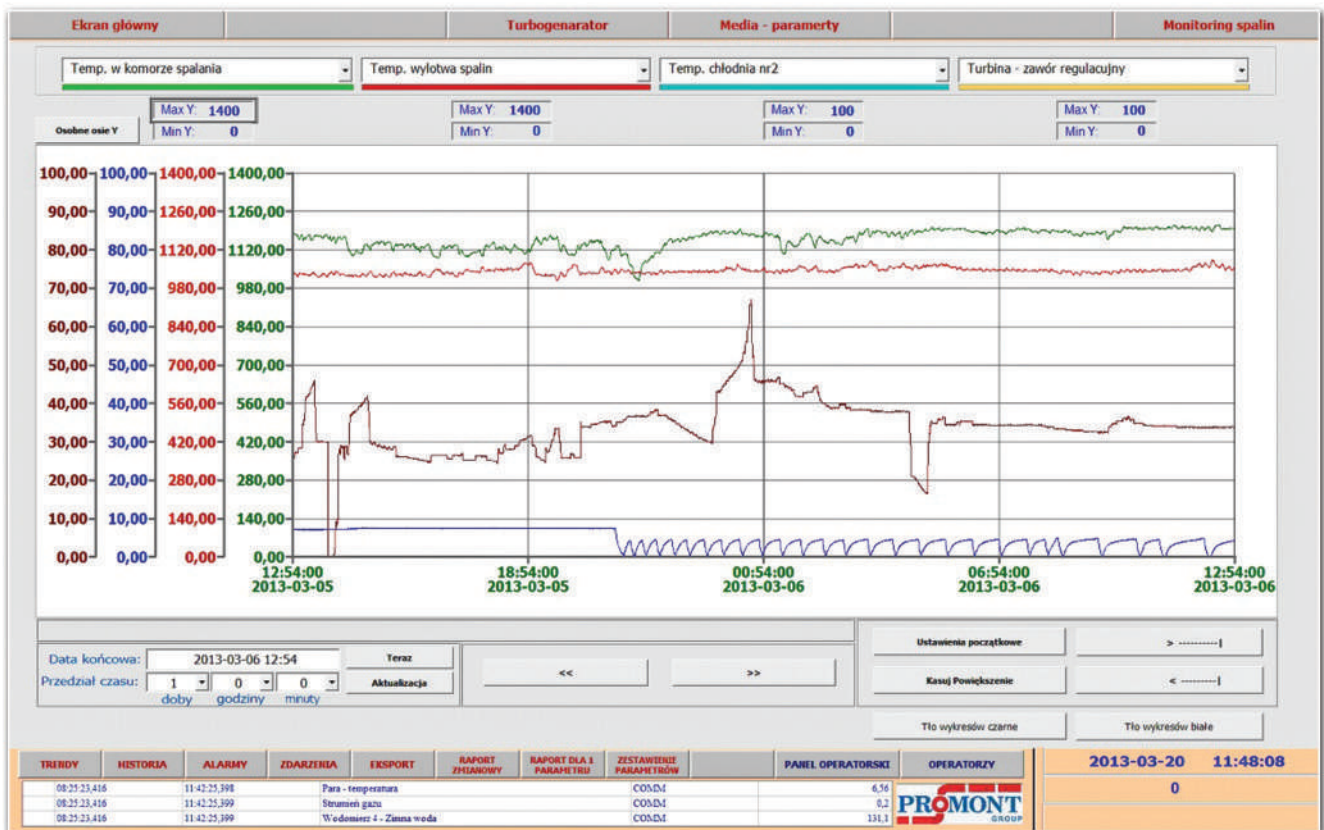 Ekran główny Turbogenarator Media - paramerty Monitoring spalin
Temp. w komorze spalania Temp. wylotwa spalin Temp. chłodnia nr2 Turbina - zawór regulacujny
Max Y: 1400 Max Y: 1400 Max Y: 100 Max Y: 100
Osobne osie Y Min Y: 0 Min Y: 0 Min Y: 0 Min Y: 0
100,00 100,00 1400,00 1400,00
90,00 90,00 1260,00 1260,00
80,00 80,00 1120,00 1120,00
70,00 70,00 980,00 980,00
60,00 60,00 840,00 840,00
50,00 50,00 700,00 700,00
40,00 40,00 560,00 560,00
30,00 30,00 420,00 420,00
20,00 20,00 280,00 280,00
10,00 10,00 140,00 140,00
0,00 0,00 0,00 0,00
12:54:00 18:54:00 00:54:00 06:54:00 12:54:00
2013-03-05 2013-03-05 2013-03-06 2013-03-06 2013-03-06
Ustawienia początkowe > ----------|
Data końcowa: 2013-03-06 12:54 Teraz
<< >>
Przedział czasu: 1 0 0 Aktualizacja Kasuj Powiększenie < ---------|
doby godziny minuty
Tło wykresów czarne Tło wykresów białe
TRENDY HISTORIA ALARMY ZDARZENIA EKSPORT RAPORT ZMIANOWY RAPORT DLA 1 PARAMETRU ZESTAWIENIE PARAMETRÓW PANEL OPERATORSKI OPERATORZY 2013-03-20 11:48:08
08:25:23,416 11:42:25,398 Para - temperatura COMM 6,56 0
08:25:23,416 11:42:25,399 Strumień gazu COMM 0,2
08:25:23,416 11:42:25,399 Wodomierz 4 - Zimna woda COMM 131,1
PROMONT
GROUP